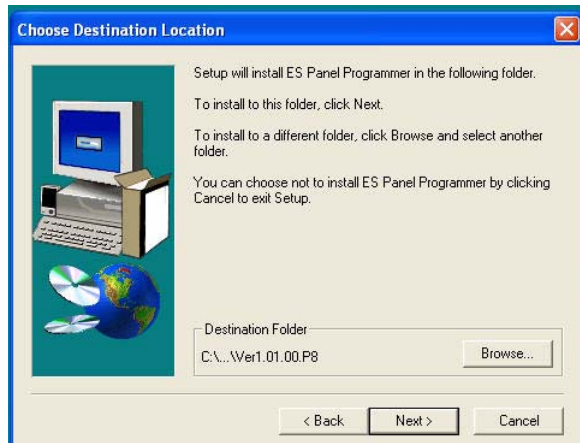 Choose Destination Location
Setup will install ES Panel Programmer in the following folder.
To install to this folder, click Next.
To install to a different folder, click Browse and select another
folder.
You can choose not to install ES Panel Programmer by clicking
Cancel to exit Setup.
Destination Folder
C:\...\Ver1.01.00.P8
Browse...
< Back
Next >
Cancel